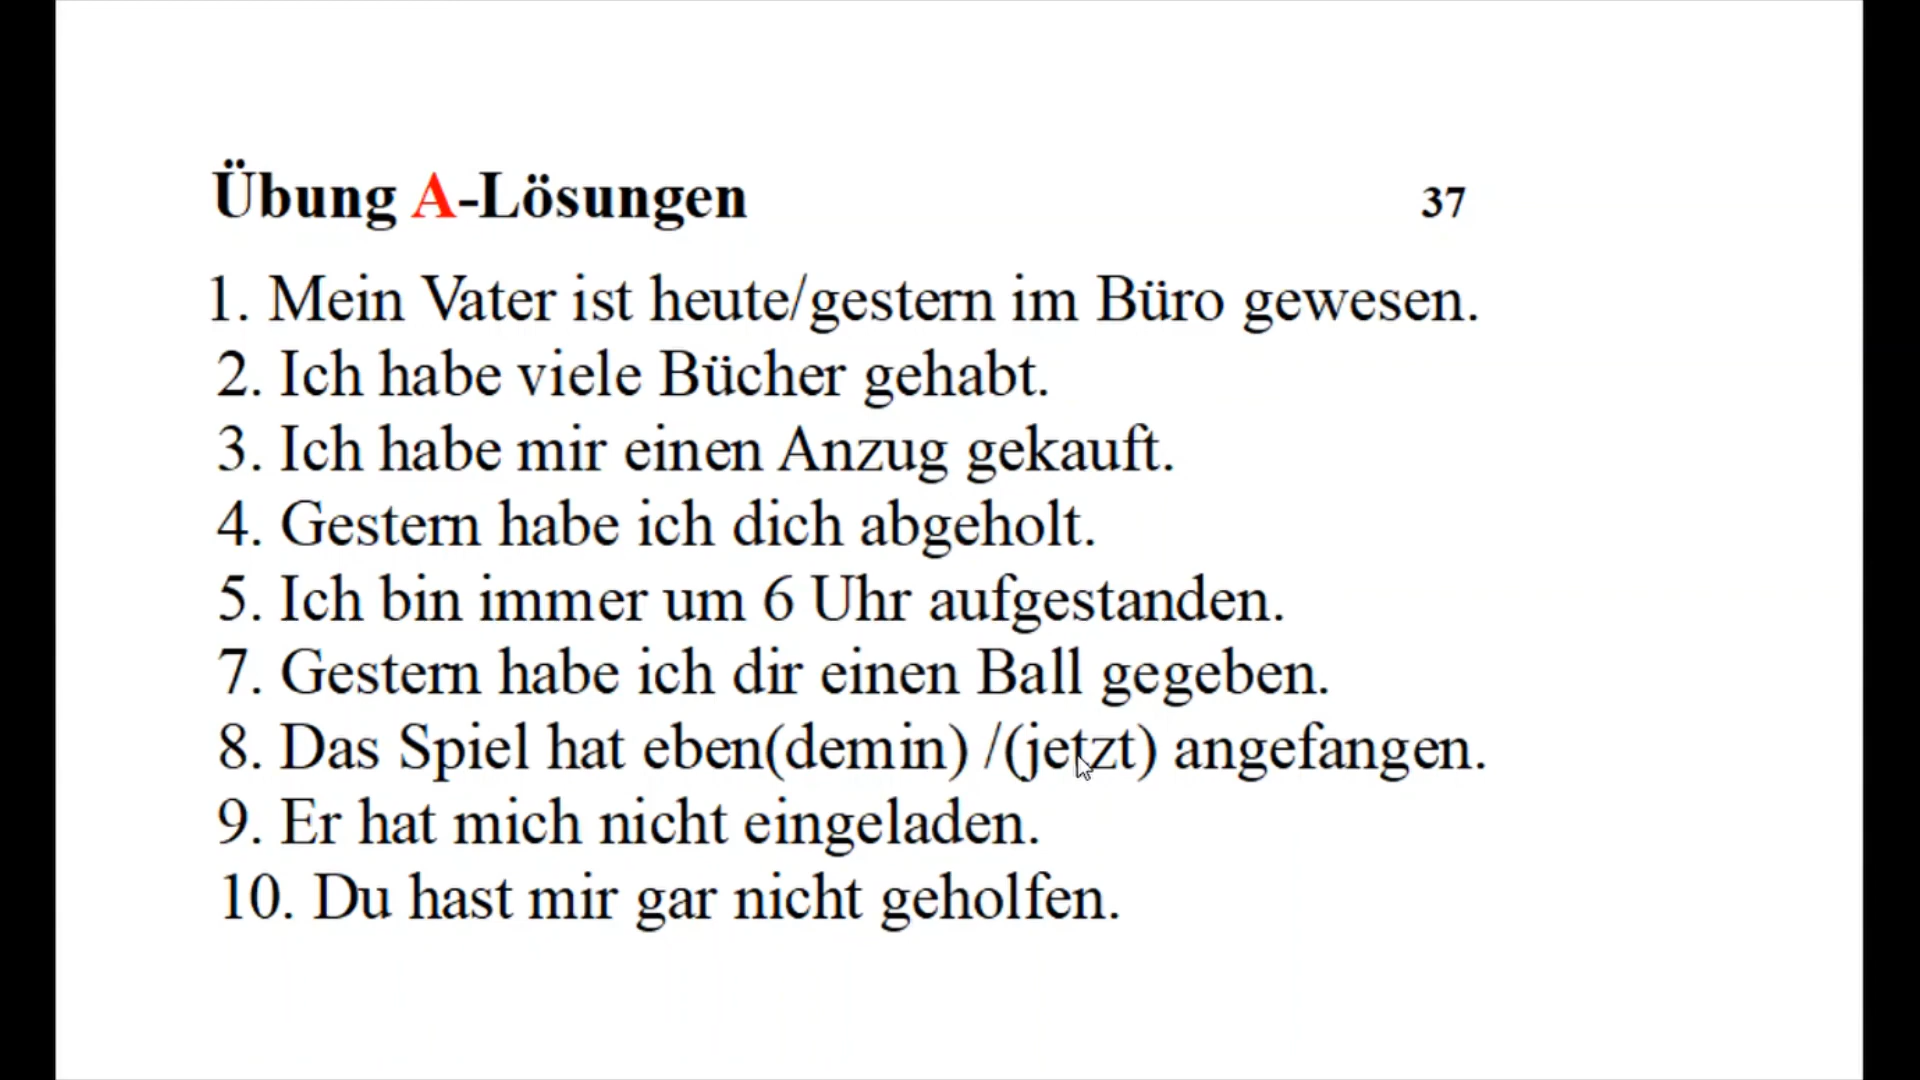 Übung A-Lösungen 37
1. Mein Vater ist heute/gestern im Büro gewesen.
2. Ich habe viele Bücher gehabt.
3. Ich habe mir einen Anzug gekauft.
4. Gestern habe ich dich abgeholt.
5. Ich bin immer um 6 Uhr aufgestanden.
7. Gestern habe ich dir einen Ball gegeben.
8. Das Spiel hat eben(demin) /(jetzt) angefangen.
9. Er hat mich nicht eingeladen.
10. Du hast mir gar nicht geholfen.